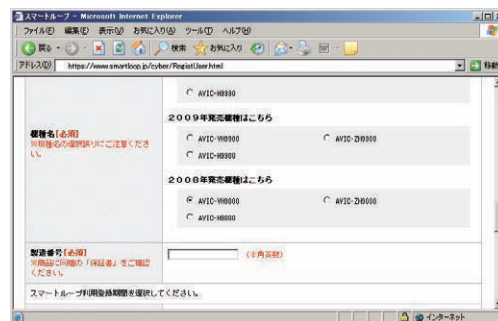 スマートループ - Microsoft Internet Explorer
ファイル(F) 編集(E) 表示(V) お気に入り(A) ツール(T) ヘルプ(H)
戻る 検索 お気に入り
アドレス(D) https://www.smartloop.jp/cyber/RegistUser.html 移動
2009年発売機種はこちら
機種名[必須]
※機種名の選択誤りにご注意ください。
AVIC-VH9900 AVIC-ZH9900
AVIC-H9900
2008年発売機種はこちら
AVIC-VH9000 AVIC-ZH9000
AVIC-H9000
製造番号[必須]
※商品に同梱の「保証書」をご確認ください。
(半角英数)
スマートループ利用登録期間を選択してください。
インターネット